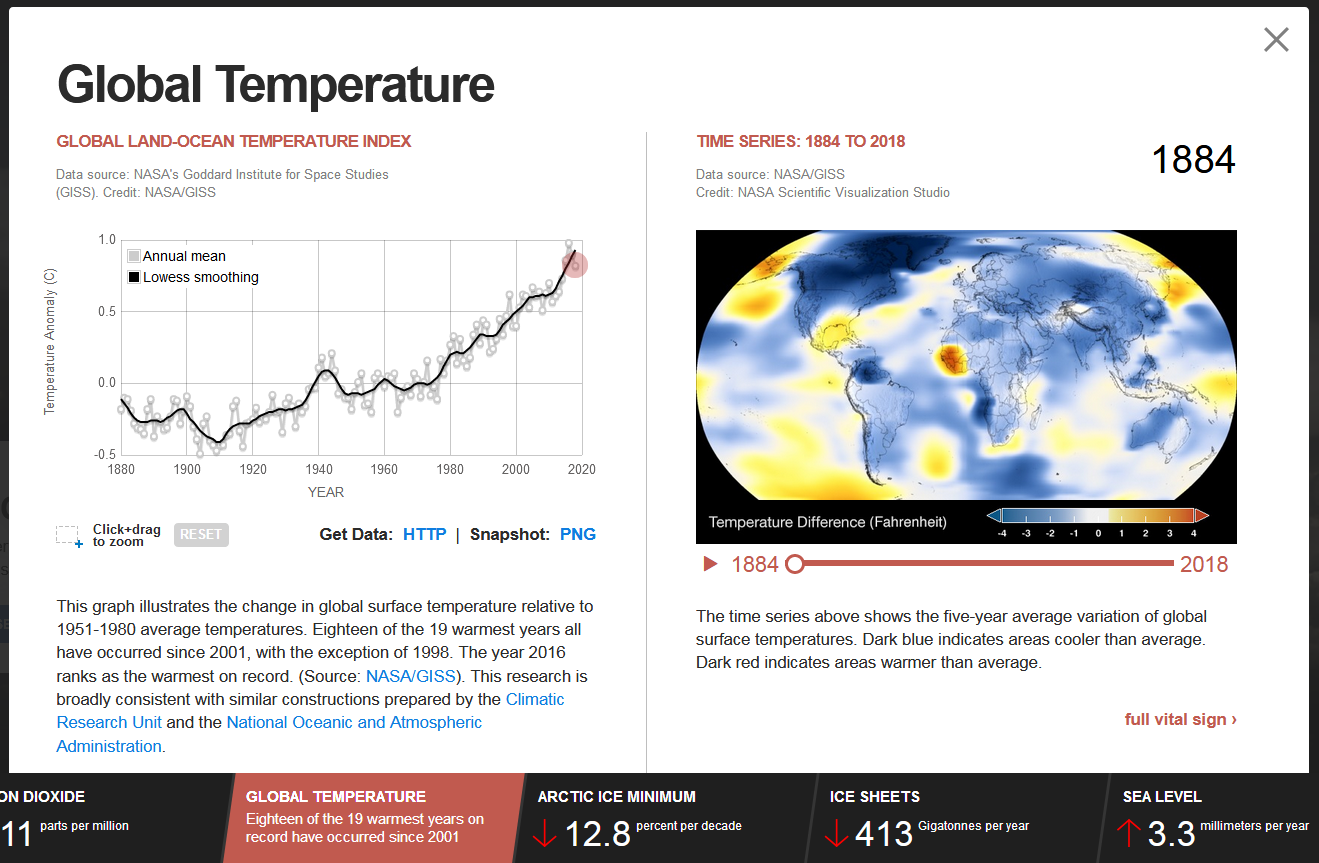 Global Temperature
GLOBAL LAND-OCEAN TEMPERATURE INDEX
Data source: NASA's Goddard Institute for Space Studies
(GISS). Credit: NASA/GISS
1.0
0.5
0.0
-0.5
Temperature Anomaly (C)
Annual mean
Lowess smoothing
1880 1900 1920 1940 1960 1980 2000 2020
YEAR
Click+drag
to zoom
RESET
Get Data: HTTP | Snapshot: PNG
This graph illustrates the change in global surface temperature relative to
1951-1980 average temperatures. Eighteen of the 19 warmest years all
have occurred since 2001, with the exception of 1998. The year 2016
ranks as the warmest on record. (Source: NASA/GISS). This research is
broadly consistent with similar constructions prepared by the Climatic
Research Unit and the National Oceanic and Atmospheric
Administration.
TIME SERIES: 1884 TO 2018
1884
Data source: NASA/GISS
Credit: NASA Scientific Visualization Studio
Temperature Difference (Fahrenheit)
-4 -3 -2 -1 0 1 2 3 4
1884
2018
The time series above shows the five-year average variation of global
surface temperatures. Dark blue indicates areas cooler than average.
Dark red indicates areas warmer than average.
full vital sign ›
ON DIOXIDE
11 parts per million
GLOBAL TEMPERATURE
Eighteen of the 19 warmest years on
record have occurred since 2001
ARCTIC ICE MINIMUM
12.8 percent per decade
ICE SHEETS
413 Gigatonnes per year
SEA LEVEL
3.3 millimeters per year